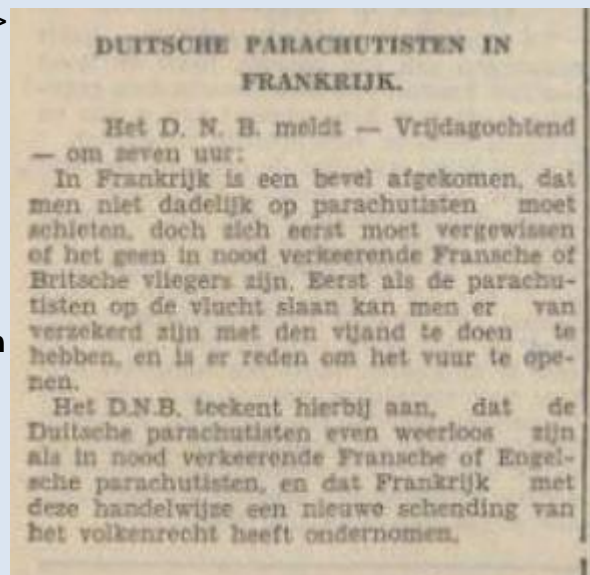 >
DUITSCHE PARACHUTISTEN IN
FRANKRIJK.
Het D. N. B. meldt — Vrijdagochtend
— om seven uur:
In Frankrijk is een bevel afgekomen, dat
men niet dadelijk op parachutisten moet
schieten, doch zich eerst moet vergewissen
of het geen in nood verkeerende Fransche of
Britsche vliegers zijn. Eerst als de parachu-
tisten op de vlucht slaan kan men er van
verzekerd zijn met den vijand te doen te
n
hebben, en is er reden om het vuur te ope-
nen.
Het D.N.B. teekent hierbij aan, dat de
Duitsche parachutisten even weerloos zijn
als in nood verkeerende Fransche of Engel-
sche parachutisten, en dat Frankrijk met
deze handelwijze een nieuwe schending van
het volkenrecht heeft ondernomen.